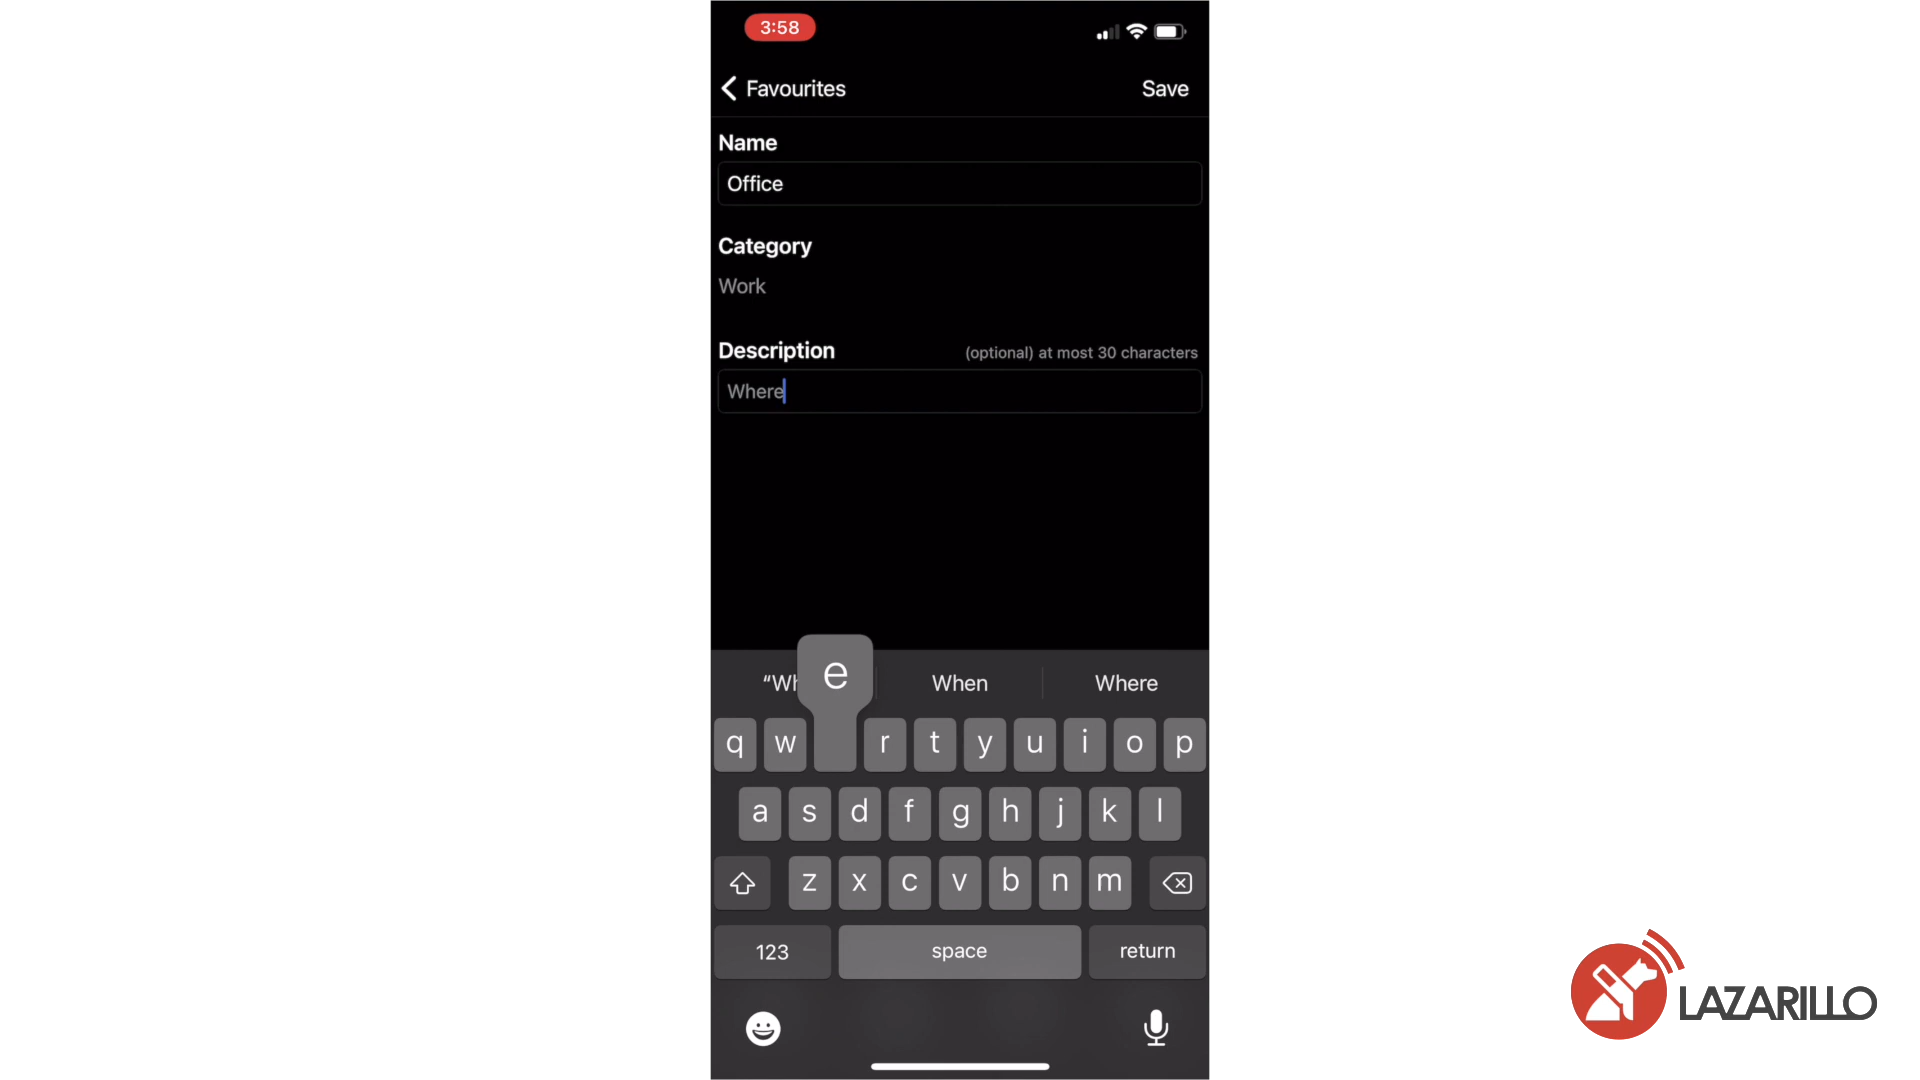 3:58
Favourites
Save
Name
Office
Category
Work
Description
(optional) at most 30 characters
Where
“Wh
e
When
Where
q w r t y u i o p
a s d f g h j k l
z x c v b n m
123
space
return
LAZARILLO